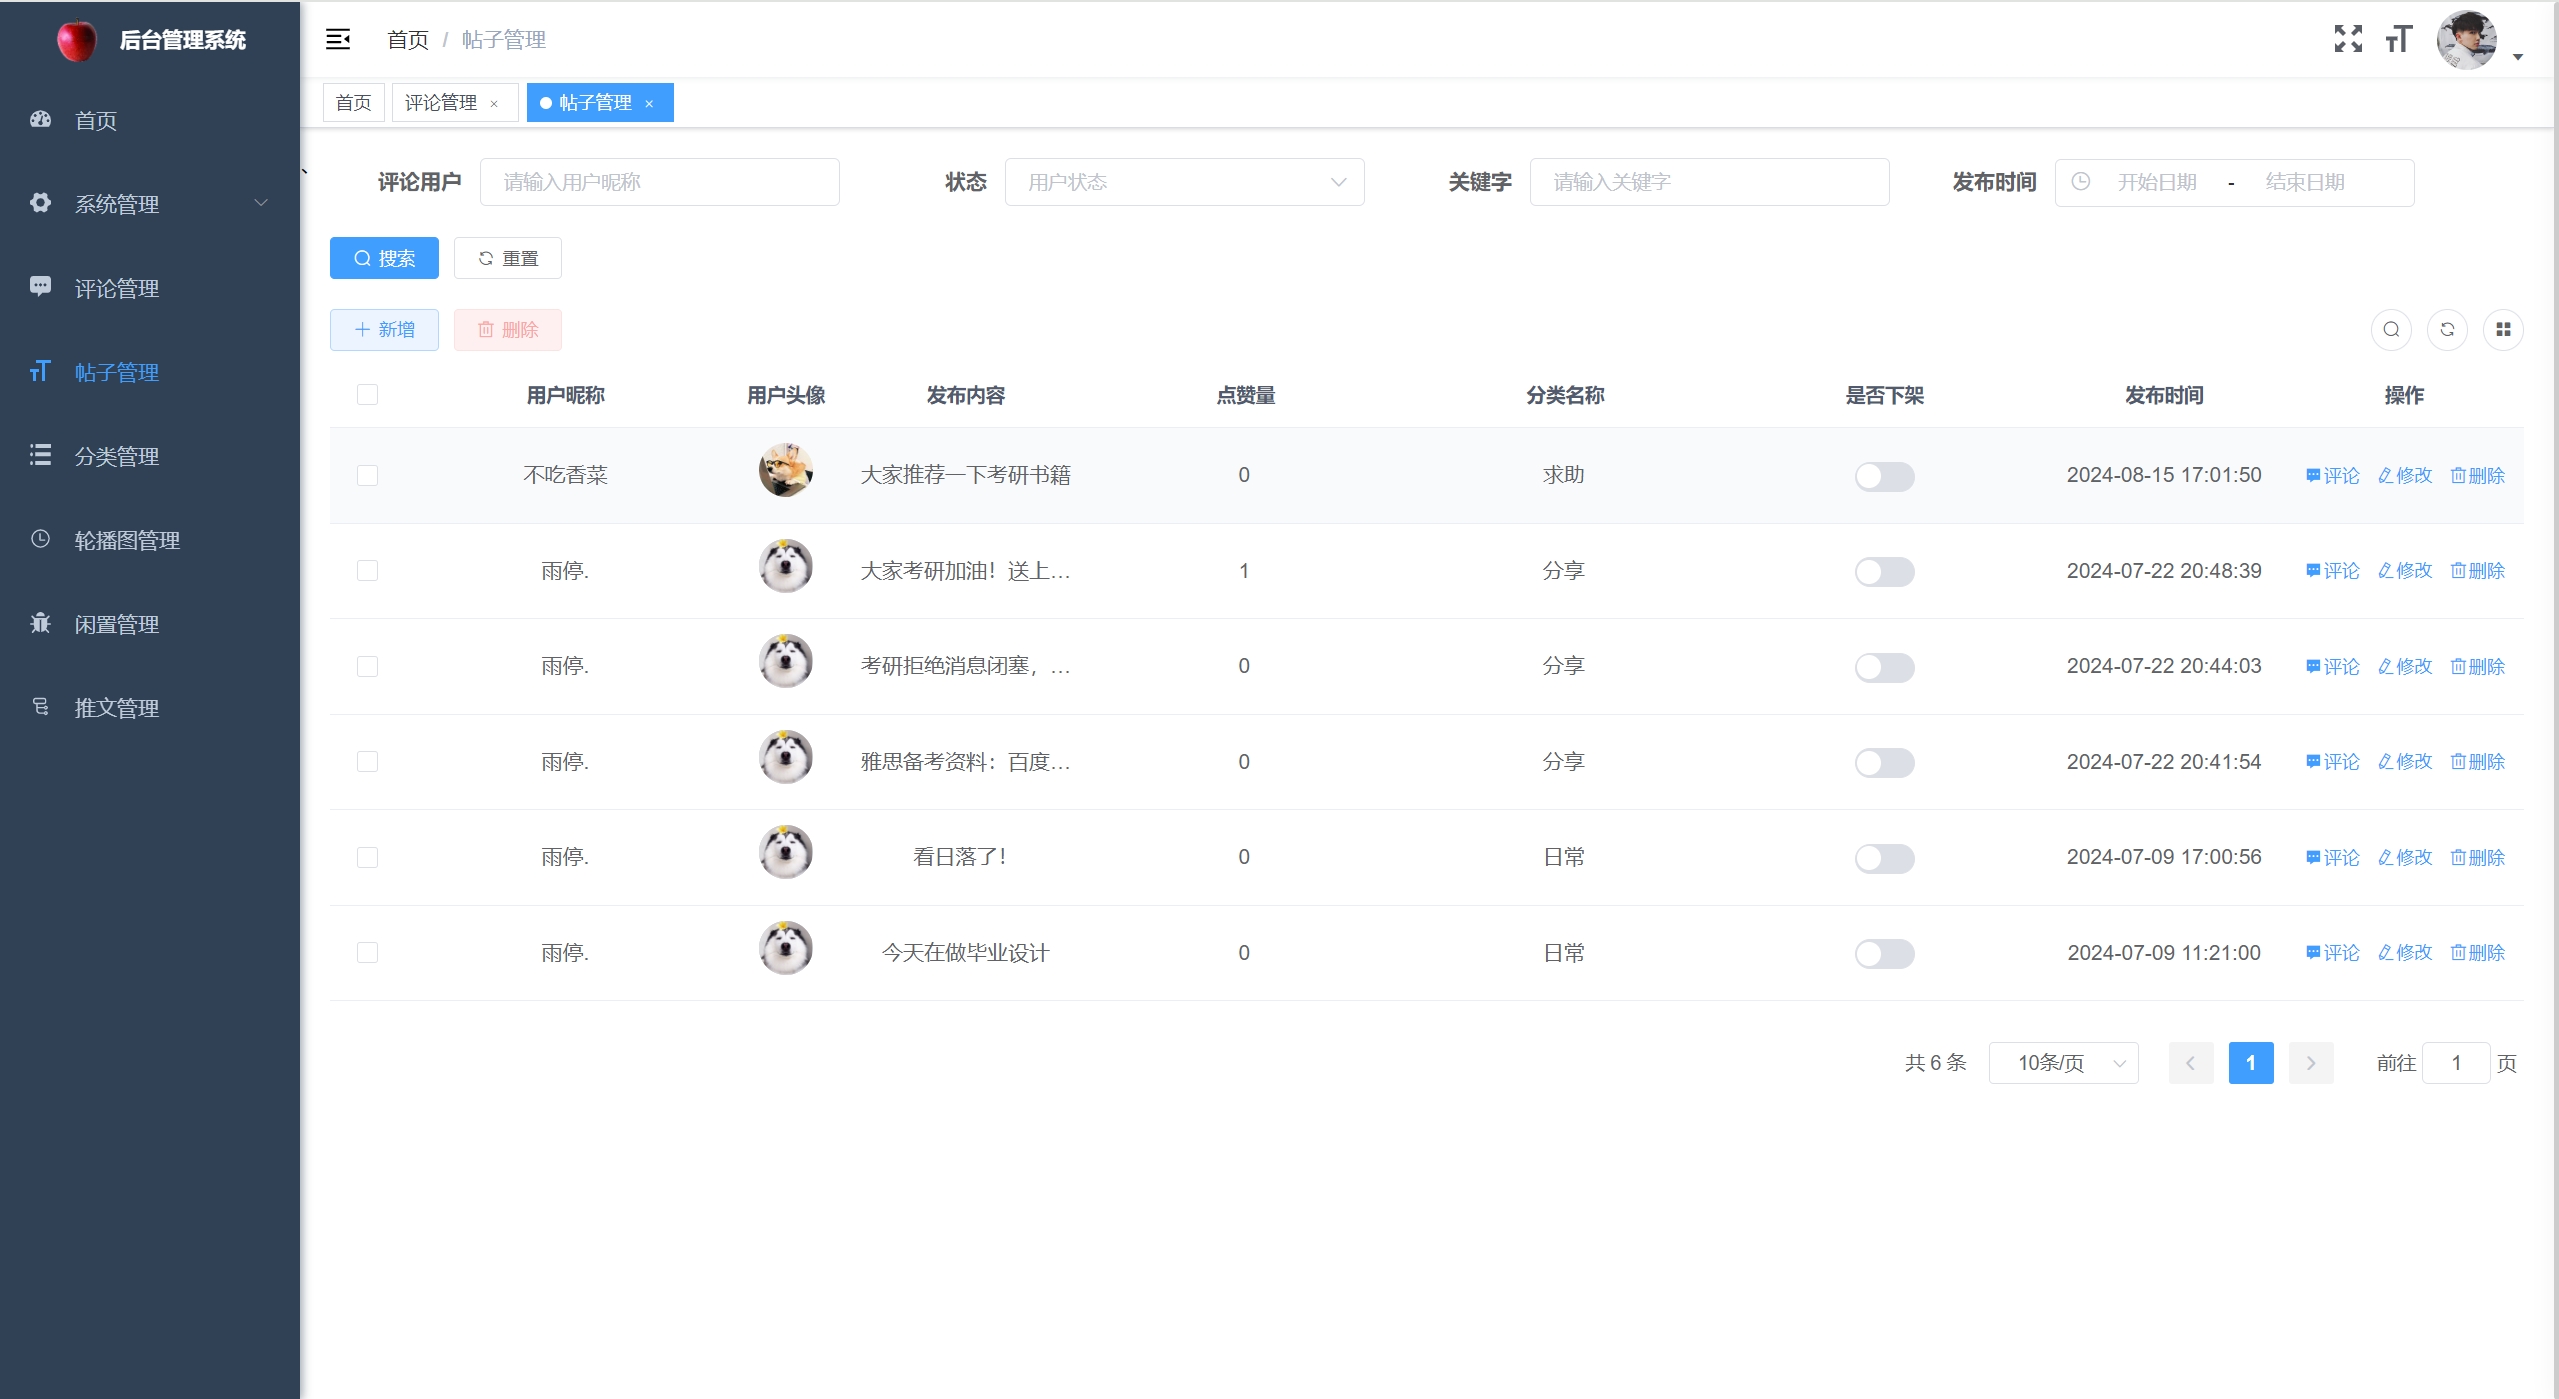 后台管理系统
首页 / 帖子管理
首页
评论管理 ×
帖子管理 ×
首页
系统管理
评论管理
帖子管理
分类管理
轮播图管理
闲置管理
推文管理
评论用户 请输入用户昵称 状态 用户状态 关键字 请输入关键字 发布时间 开始日期 - 结束日期
搜索 重置
新增 删除
用户昵称 用户头像 发布内容 点赞量 分类名称 是否下架 发布时间 操作
不吃香菜 大家推荐一下考研书籍 0 求助 2024-08-15 17:01:50 评论 修改 删除
雨停. 大家考研加油！送上... 1 分享 2024-07-22 20:48:39 评论 修改 删除
雨停. 考研拒绝消息闭塞，... 0 分享 2024-07-22 20:44:03 评论 修改 删除
雨停. 雅思备考资料：百度... 0 分享 2024-07-22 20:41:54 评论 修改 删除
雨停. 看日落了！ 0 日常 2024-07-09 17:00:56 评论 修改 删除
雨停. 今天在做毕业设计 0 日常 2024-07-09 11:21:00 评论 修改 删除
共 6 条 10条/页 1 前往 1 页